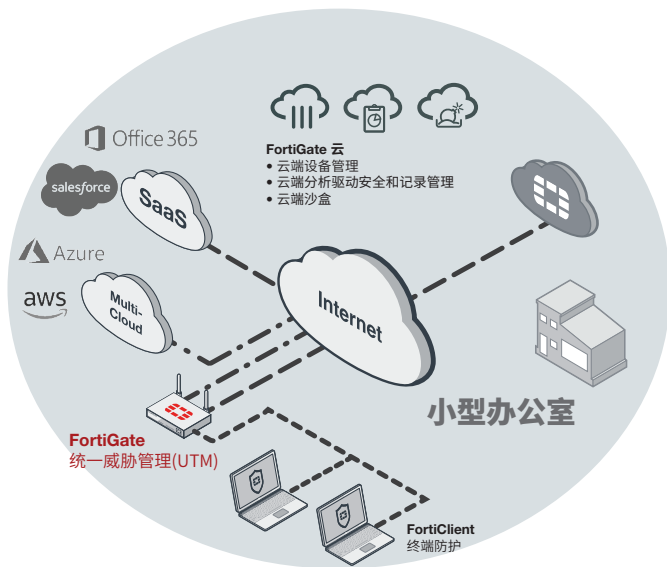 Office 365
salesforce
SaaS
Azure
aws
Multi-
Cloud
FortiGate 云
• 云端设备管理
• 云端分析驱动安全和记录管理
• 云端沙盒
Internet
小型办公室
FortiGate
统一威胁管理(UTM)
FortiClient
终端防护